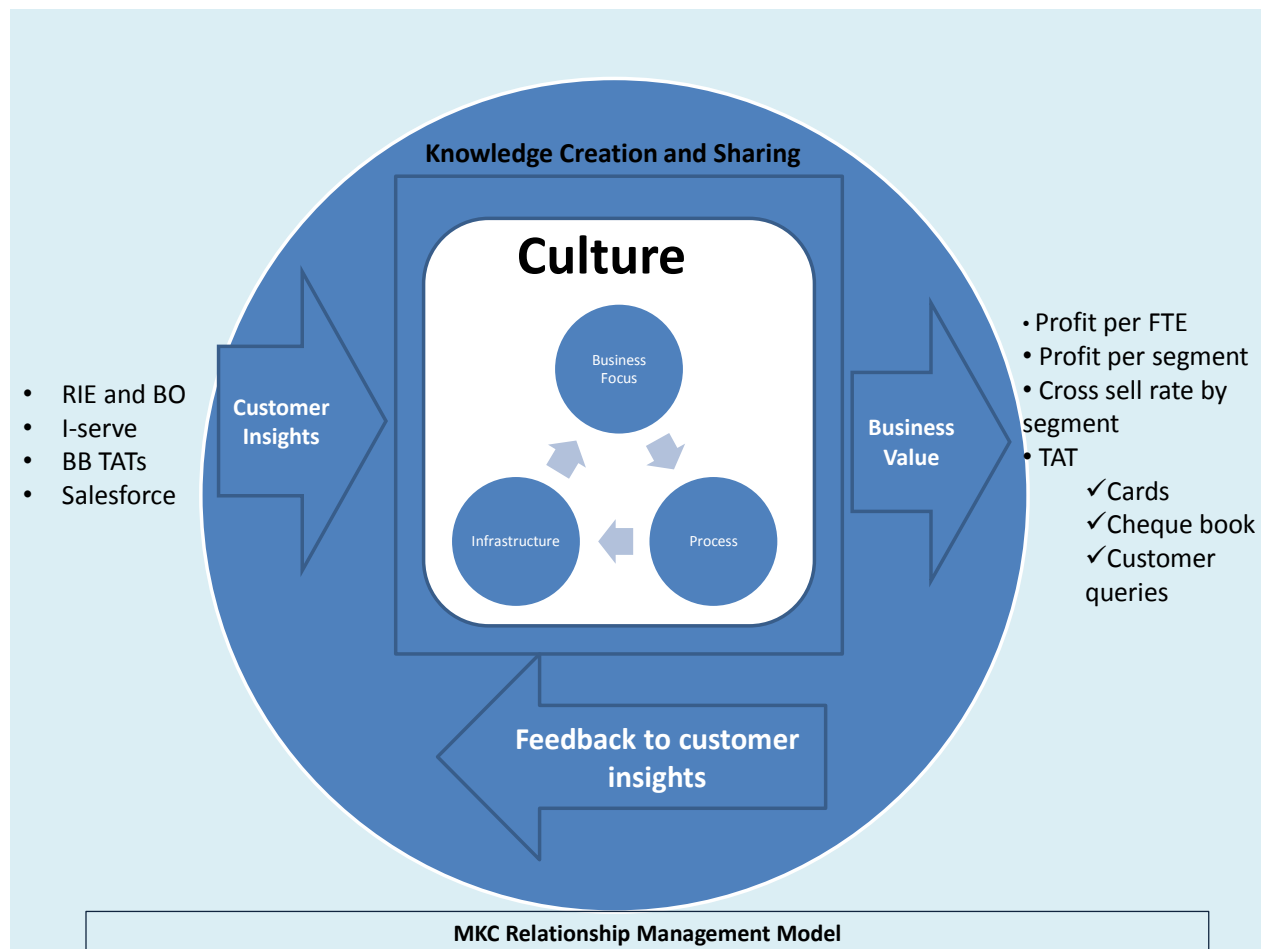 Knowledge Creation and Sharing
Culture
Business
Focus
Infrastructure
Process
• RIE and BO
• I-serve
• BB TATs
• Salesforce
Customer
Insights
Business
Value
• Profit per FTE
• Profit per segment
• Cross sell rate by
segment
• TAT
✓Cards
✓Cheque book
✓Customer
queries
Feedback to customer
insights
MKC Relationship Management Model